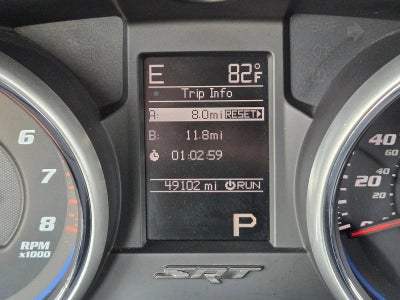 E 82°F
Trip Info
A: 8.0mi RESET
B: 11.8mi
01:02:59
49102 mi RUN
P
6
7
8
RPM
x1000
SRT
40
60
20
40
20